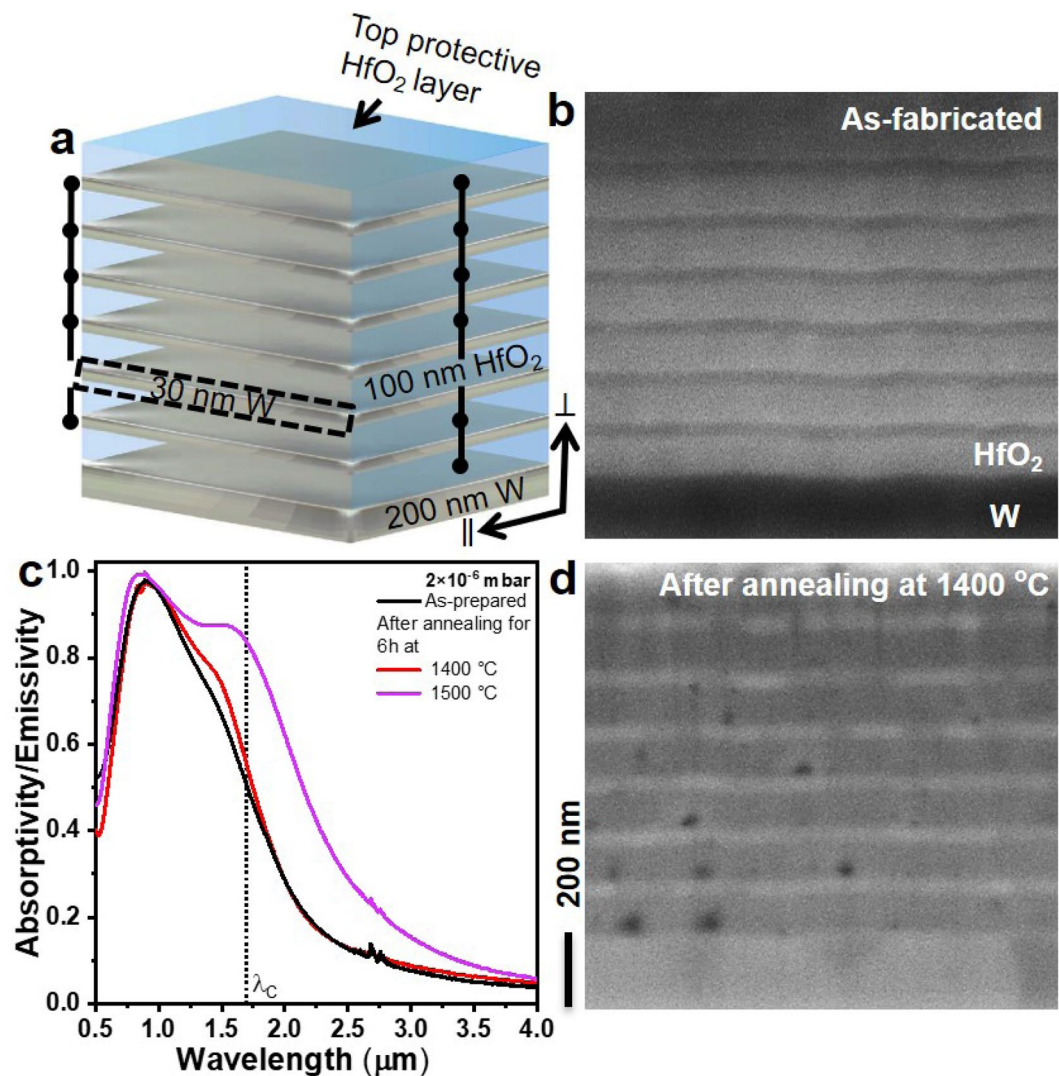 a
Top protective
HfO₂ layer
30 nm W
100 nm HfO₂
200 nm W
⊥
||
b
As-fabricated
HfO₂
W
c
1.0
0.8
0.6
0.4
0.2
0.0
Absorptivity/Emissivity
2×10⁻⁶ m bar
As-prepared
After annealing for
6h at
1400 °C
1500 °C
λC
0.5 1.0 1.5 2.0 2.5 3.0 3.5 4.0
Wavelength (μm)
d
After annealing at 1400 °C
200 nm